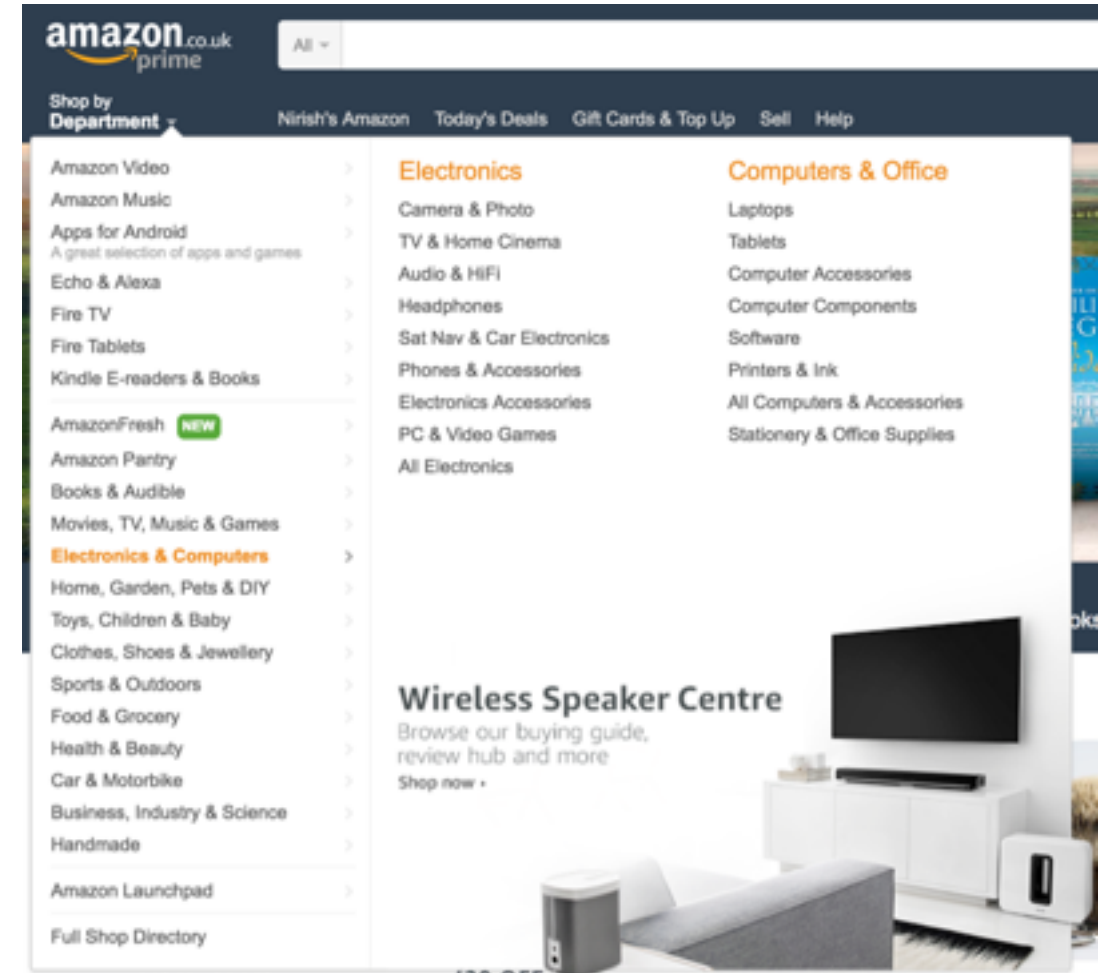 amazon.co.uk
prime
All
Shop by
Department
Nirish's Amazon Today's Deals Gift Cards & Top Up Sell Help
Amazon Video
Amazon Music
Apps for Android
A great selection of apps and games
Echo & Alexa
Fire TV
Fire Tablets
Kindle E-readers & Books
AmazonFresh NEW
Amazon Pantry
Books & Audible
Movies, TV, Music & Games
Electronics & Computers
Home, Garden, Pets & DIY
Toys, Children & Baby
Clothes, Shoes & Jewellery
Sports & Outdoors
Food & Grocery
Health & Beauty
Car & Motorbike
Business, Industry & Science
Handmade
Amazon Launchpad
Full Shop Directory
Electronics
Camera & Photo
TV & Home Cinema
Audio & HiFi
Headphones
Sat Nav & Car Electronics
Phones & Accessories
Electronics Accessories
PC & Video Games
All Electronics
Computers & Office
Laptops
Tablets
Computer Accessories
Computer Components
Software
Printers & Ink
All Computers & Accessories
Stationery & Office Supplies
Wireless Speaker Centre
Browse our buying guide,
review hub and more
Shop now ›